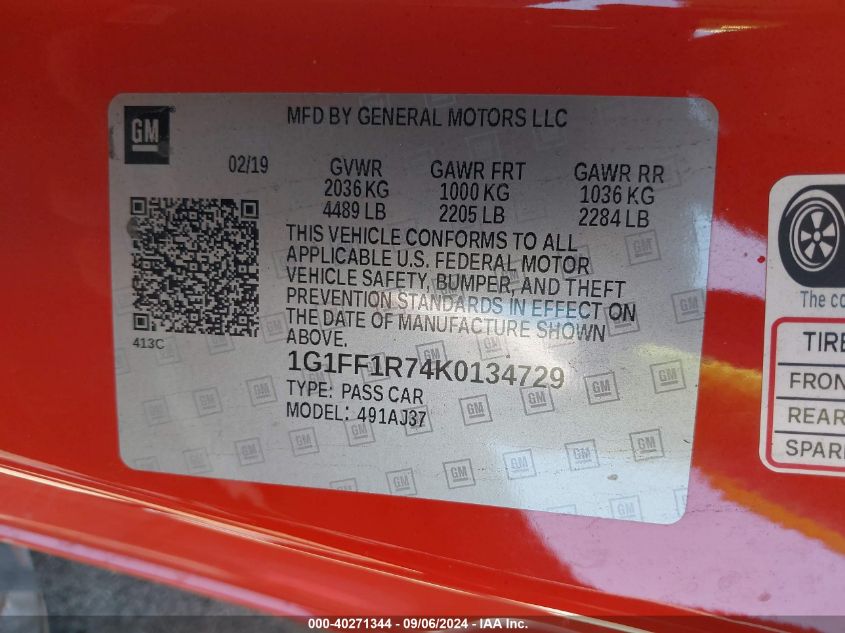 GM
MFD BY GENERAL MOTORS LLC
02/19
GVWR
2036 KG
4489 LB
GAWR FRT
1000 KG
2205 LB
GAWR RR
1036 KG
2284 LB
THIS VEHICLE CONFORMS TO ALL
APPLICABLE U.S. FEDERAL MOTOR
VEHICLE SAFETY, BUMPER, AND THEFT
PREVENTION STANDARDS IN EFFECT ON
THE DATE OF MANUFACTURE SHOWN
ABOVE.
413C
1G1FF1R74K0134729
TYPE: PASS CAR
MODEL: 491AJ37
The co
TIRE
FRON
REAR
SPAR
000-40271344 - 09/06/2024 - IAA Inc.